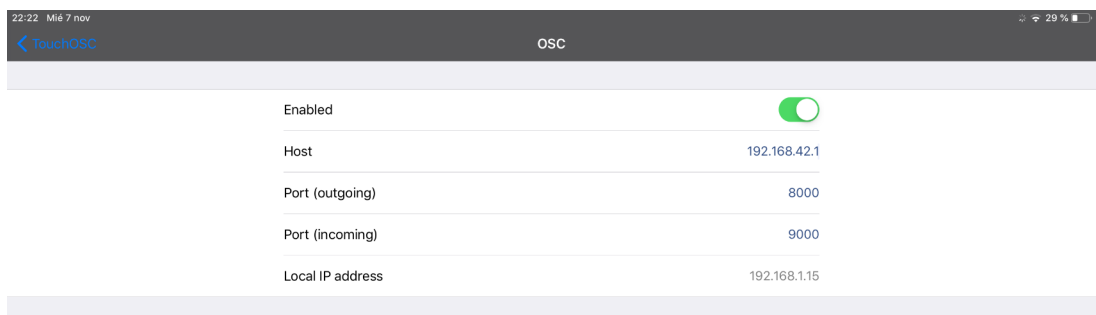 22:22 Mié 7 nov 29 %
TouchOSC OSC
Enabled
Host 192.168.42.1
Port (outgoing) 8000
Port (incoming) 9000
Local IP address 192.168.1.15